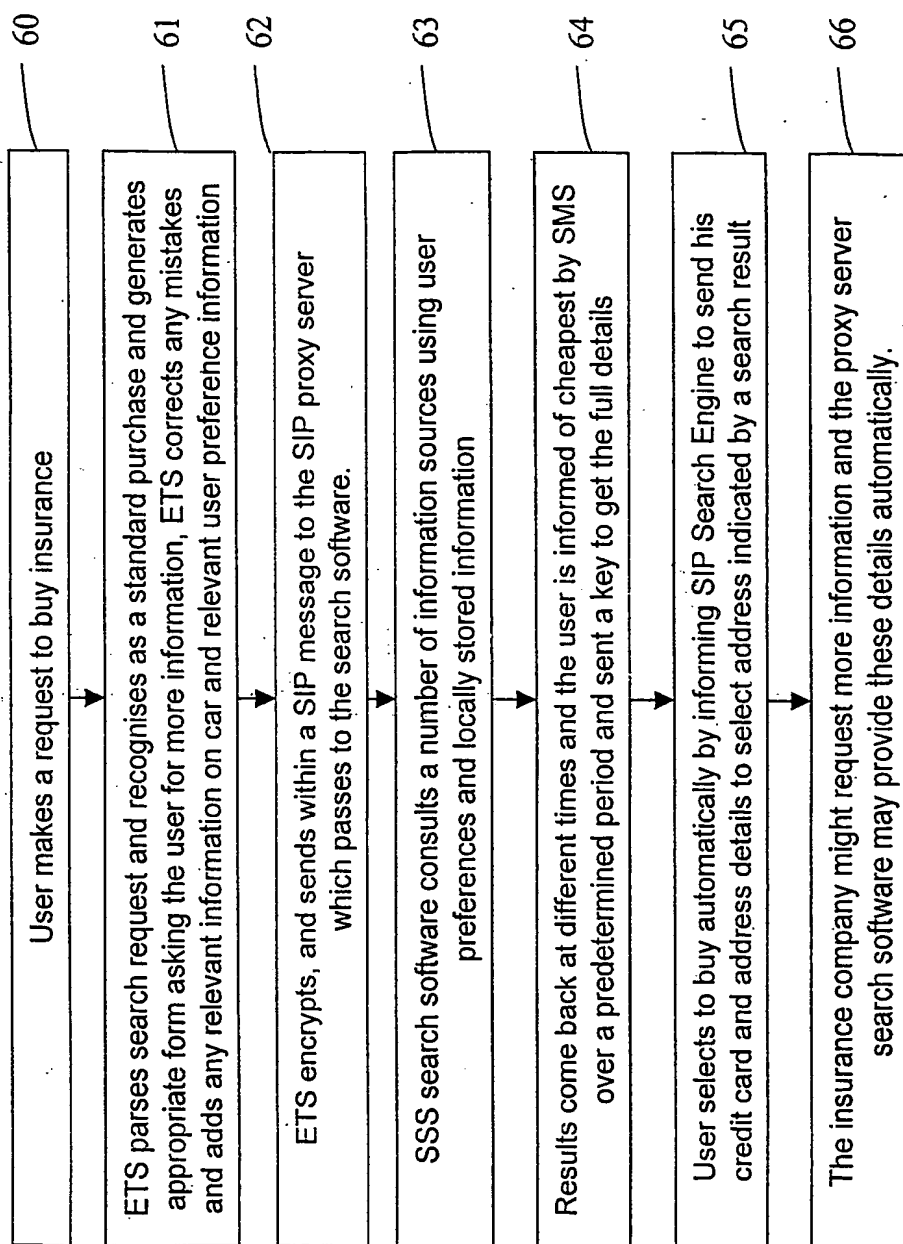 User makes a request to buy insurance
60
ETS parses search request and recognises as a standard purchase and generates
appropriate form asking the user for more information, ETS corrects any mistakes
and adds any relevant information on car and relevant user preference information
61
ETS encrypts, and sends within a SIP message to the SIP proxy server
which passes to the search software.
62
SSS search software consults a number of information sources using user
preferences and locally stored information
63
Results come back at different times and the user is informed of cheapest by SMS
over a predetermined period and sent a key to get the full details
64
User selects to buy automatically by informing SIP Search Engine to send his
credit card and address details to select address indicated by a search result
65
The insurance company might request more information and the proxy server
search software may provide these details automatically.
66